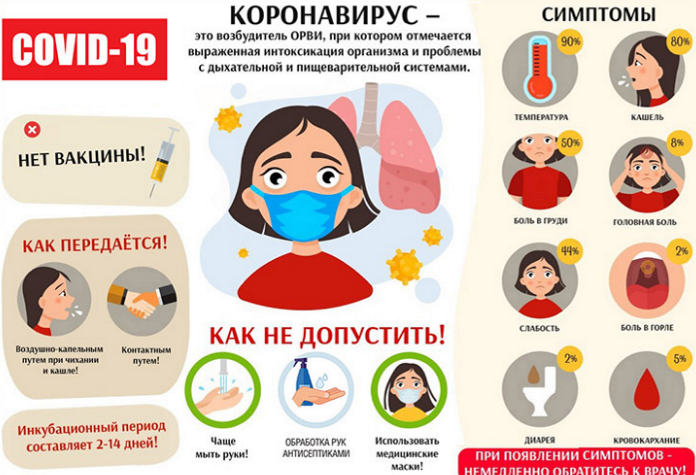 COVID-19
КОРОНАВИРУС –
это возбудитель ОРВИ, при котором отмечается
выраженная интоксикация организма и проблемы
с дыхательной и пищеварительной системами.
НЕТ ВАКЦИНЫ!
КАК ПЕРЕДАЁТСЯ!
Воздушно-капельным
путем при чихании
и кашле!
Контактным
путем!
Инкубационный период
составляет 2-14 дней!
КАК НЕ ДОПУСТИТЬ!
Чаще
мыть руки!
ОБРАБОТКА РУК
АНТИСЕПТИКАМИ
Использовать
медицинские
маски!
СИМПТОМЫ
90%
80%
ТЕМПЕРАТУРА
КАШЕЛЬ
50%
8%
БОЛЬ В ГРУДИ
ГОЛОВНАЯ БОЛЬ
44%
2%
СЛАБОСТЬ
БОЛЬ В ГОРЛЕ
2%
5%
ДИАРЕЯ
КРОВОХАРКАНИЕ
ПРИ ПОЯВЛЕНИИ СИМПТОМОВ -
НЕМЕДЛЕННО ОБРАТИТЕСЬ К ВРАЧУ!